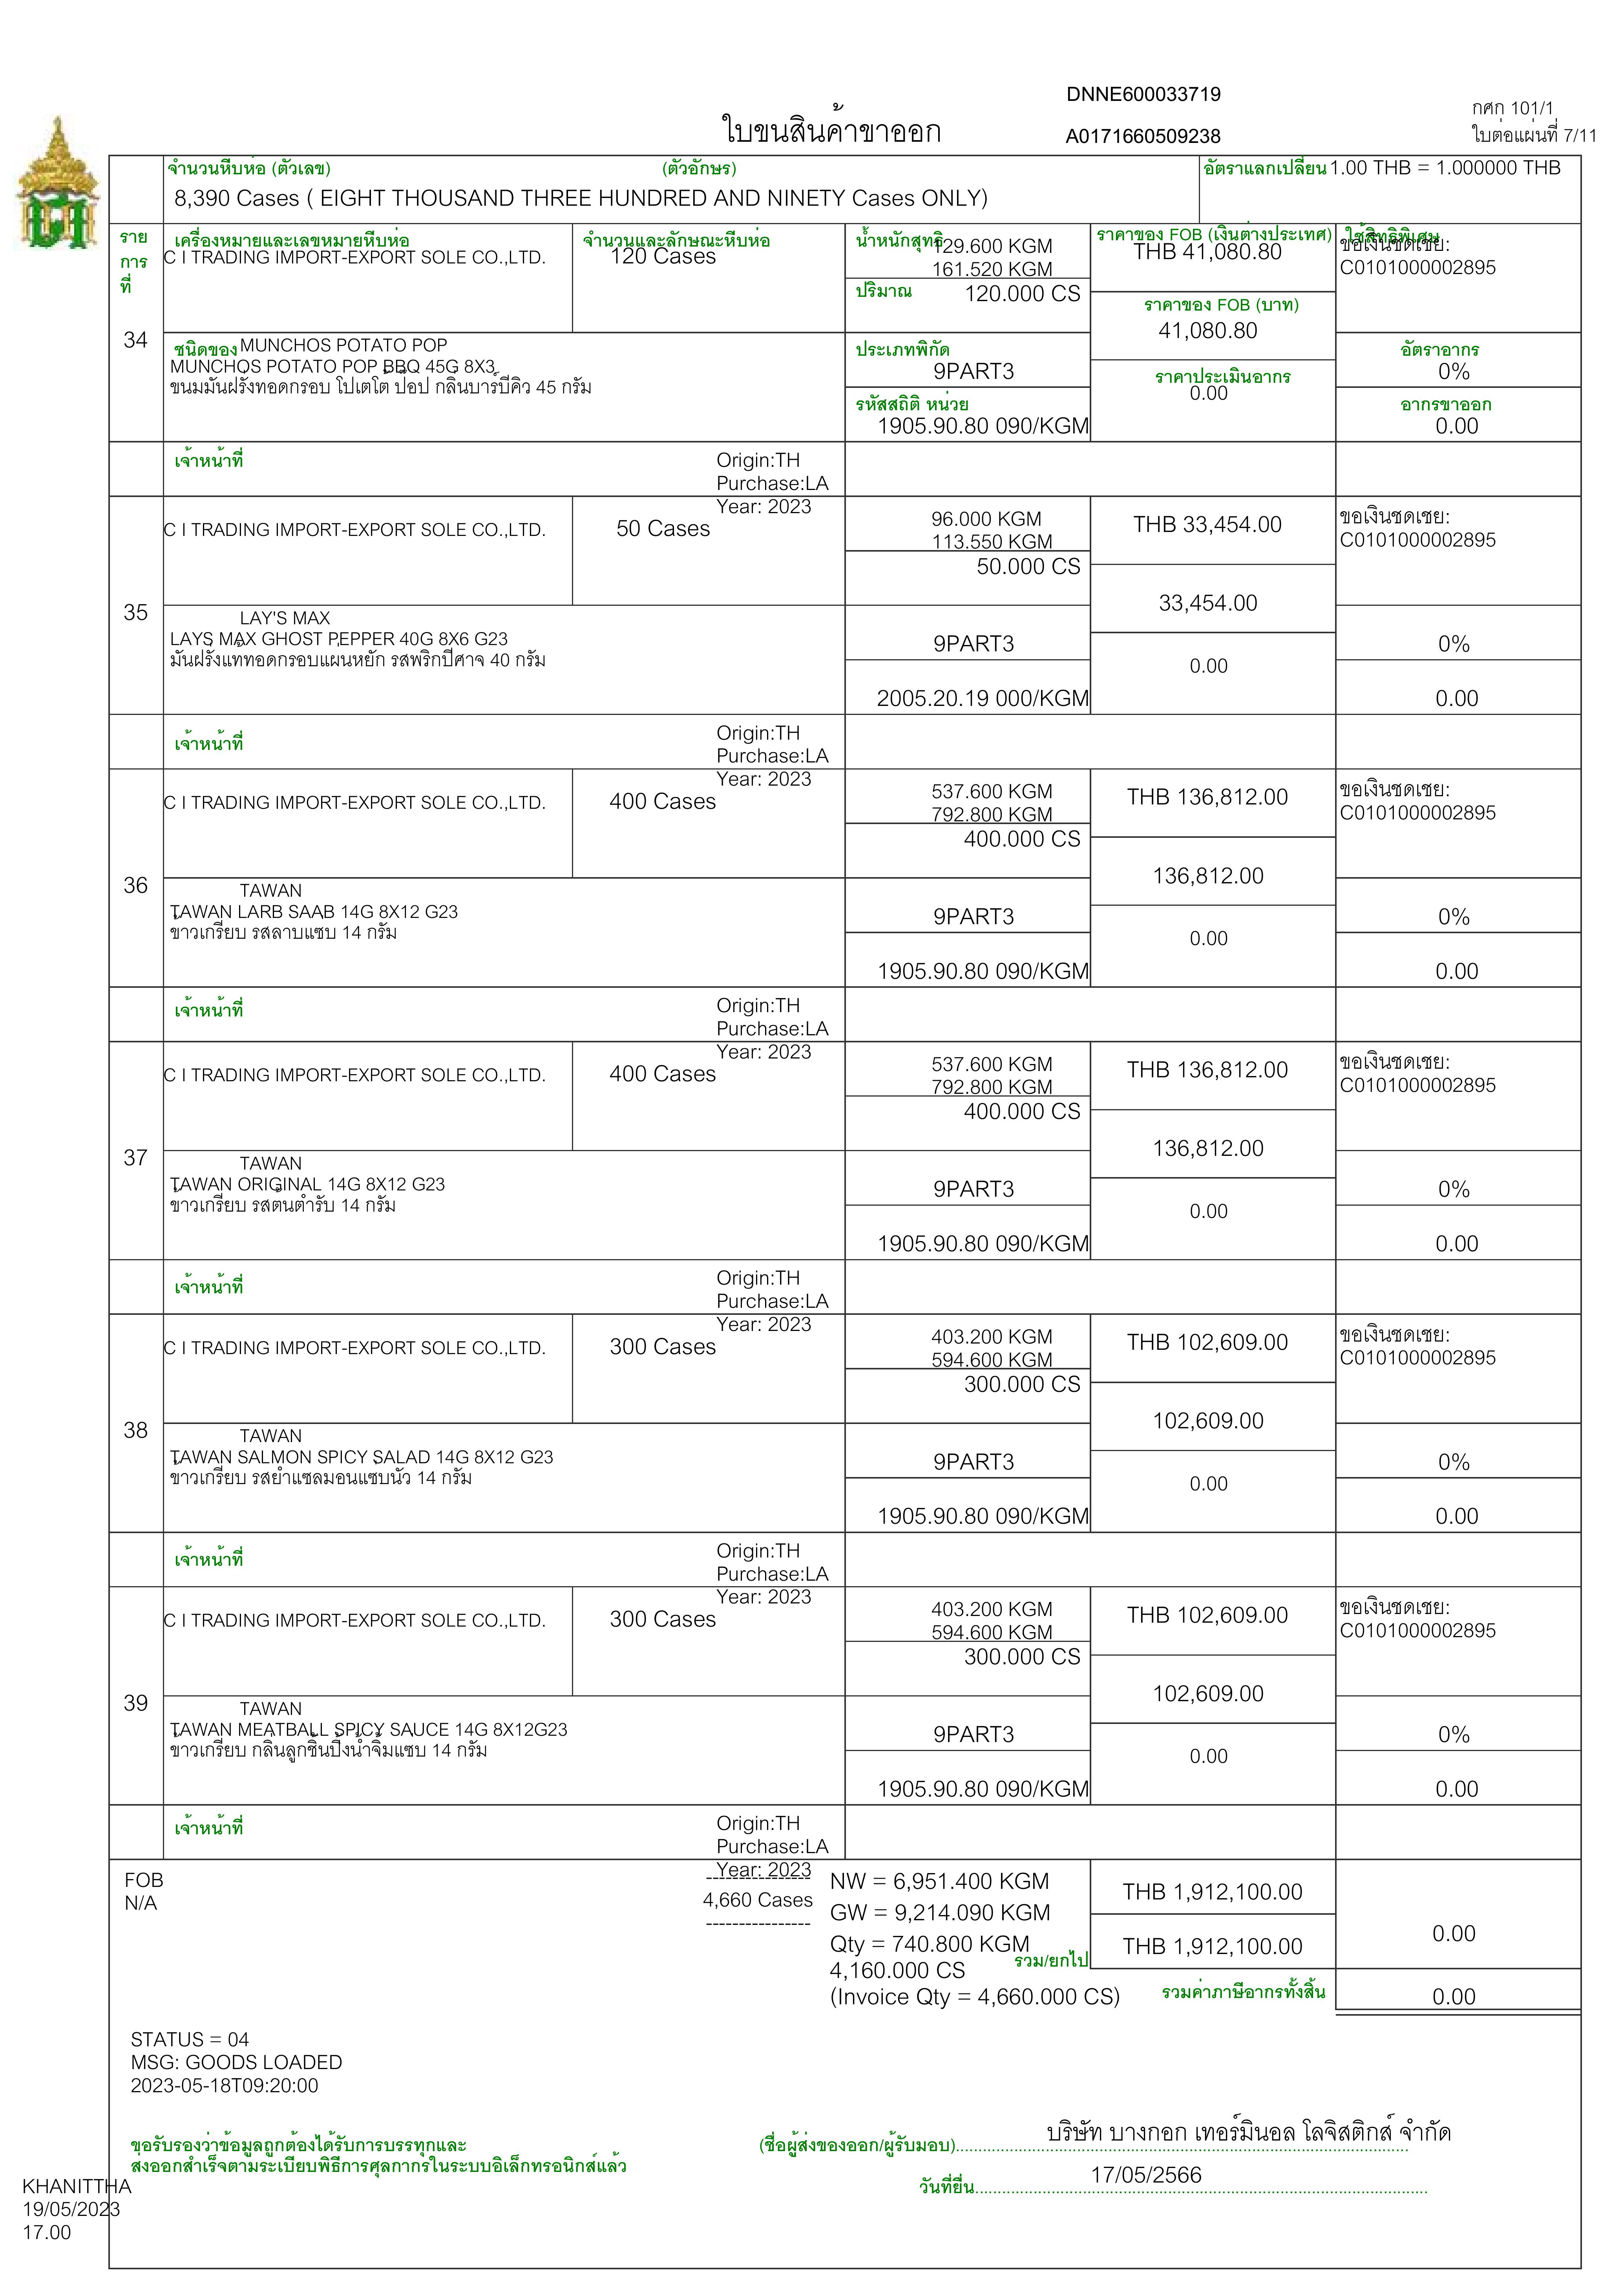 DNNE600033719
กศก 101/1
ใบขนสินค้าขาออก
A0171660509238
ใบต่อแผ่นที่ 7/11
จำนวนหีบห่อ (ตัวเลข) (ตัวอักษร) อัตราแลกเปลี่ยน 1.00 THB = 1.000000 THB
8,390 Cases ( EIGHT THOUSAND THREE HUNDRED AND NINETY Cases ONLY)
รายการที่ เครื่องหมายและเลขหมายหีบห่อ จำนวนและลักษณะหีบห่อ น้ำหนักสุทธิ ราคาของ FOB (เงินต่างประเทศ) ใช้สิทธิพิเศษ
C I TRADING IMPORT-EXPORT SOLE CO.,LTD. 120 Cases 129.600 KGM THB 41,080.80 ขอเงินชดเชย:
161.520 KGM C0101000002895
ปริมาณ 120.000 CS
ราคาของ FOB (บาท)
34 41,080.80
ชนิดของ MUNCHOS POTATO POP ประเภทพิกัด อัตราอากร
MUNCHOS POTATO POP BBQ 45G 8X3 9PART3 ราคาประเมินอากร 0%
ขนมมันฝรั่งทอดกรอบ โปเตโต้ ป๊อป กลิ่นบาร์บีคิว 45 กรัม 0.00
รหัสสถิติ หน่วย อากรขาออก
1905.90.80 090/KGM 0.00
เจ้าหน้าที่ Origin:TH
Purchase:LA
Year: 2023
C I TRADING IMPORT-EXPORT SOLE CO.,LTD. 50 Cases 96.000 KGM THB 33,454.00 ขอเงินชดเชย:
113.550 KGM C0101000002895
50.000 CS
35 33,454.00
LAY'S MAX
LAYS MAX GHOST PEPPER 40G 8X6 G23 9PART3 0%
มันฝรั่งแท้ทอดกรอบแผ่นหยัก รสพริกปีศาจ 40 กรัม 0.00
2005.20.19 000/KGM 0.00
เจ้าหน้าที่ Origin:TH
Purchase:LA
Year: 2023
C I TRADING IMPORT-EXPORT SOLE CO.,LTD. 400 Cases 537.600 KGM THB 136,812.00 ขอเงินชดเชย:
792.800 KGM C0101000002895
400.000 CS
36 136,812.00
TAWAN
TAWAN LARB SAAB 14G 8X12 G23 9PART3 0%
ข้าวเกรียบ รสลาบแซ่บ 14 กรัม 0.00
1905.90.80 090/KGM 0.00
เจ้าหน้าที่ Origin:TH
Purchase:LA
Year: 2023
C I TRADING IMPORT-EXPORT SOLE CO.,LTD. 400 Cases 537.600 KGM THB 136,812.00 ขอเงินชดเชย:
792.800 KGM C0101000002895
400.000 CS
37 136,812.00
TAWAN
TAWAN ORIGINAL 14G 8X12 G23 9PART3 0%
ข้าวเกรียบ รสต้นตำรับ 14 กรัม 0.00
1905.90.80 090/KGM 0.00
เจ้าหน้าที่ Origin:TH
Purchase:LA
Year: 2023
C I TRADING IMPORT-EXPORT SOLE CO.,LTD. 300 Cases 403.200 KGM THB 102,609.00 ขอเงินชดเชย:
594.600 KGM C0101000002895
300.000 CS
38 102,609.00
TAWAN
TAWAN SALMON SPICY SALAD 14G 8X12 G23 9PART3 0%
ข้าวเกรียบ รสยำแซลมอนแซ่บนัว 14 กรัม 0.00
1905.90.80 090/KGM 0.00
เจ้าหน้าที่ Origin:TH
Purchase:LA
Year: 2023
C I TRADING IMPORT-EXPORT SOLE CO.,LTD. 300 Cases 403.200 KGM THB 102,609.00 ขอเงินชดเชย:
594.600 KGM C0101000002895
300.000 CS
39 102,609.00
TAWAN
TAWAN MEATBALL SPICY SAUCE 14G 8X12G23 9PART3 0%
ข้าวเกรียบ กลิ่นลูกชิ้นปิ้งน้ำจิ้มแซ่บ 14 กรัม 0.00
1905.90.80 090/KGM 0.00
เจ้าหน้าที่ Origin:TH
Purchase:LA
Year: 2023
FOB ---------------- NW = 6,951.400 KGM THB 1,912,100.00
N/A 4,660 Cases GW = 9,214.090 KGM
---------------- 0.00
Qty = 740.800 KGM รวม/ยกไป THB 1,912,100.00
4,160.000 CS
(Invoice Qty = 4,660.000 CS) รวมค่าภาษีอากรทั้งสิ้น 0.00
STATUS = 04
MSG: GOODS LOADED
2023-05-18T09:20:00
ขอรับรองว่าข้อมูลถูกต้องได้รับการบรรทุกและ (ชื่อผู้ส่งของออก/ผู้รับมอบ) บริษัท บางกอก เทอร์มินอล โลจิสติกส์ จำกัด
ส่งออกสำเร็จตามระเบียบพิธีการศุลกากรในระบบอิเล็กทรอนิกส์แล้ว
วันที่ยื่น 17/05/2566
KHANITTHA
19/05/2023
17.00